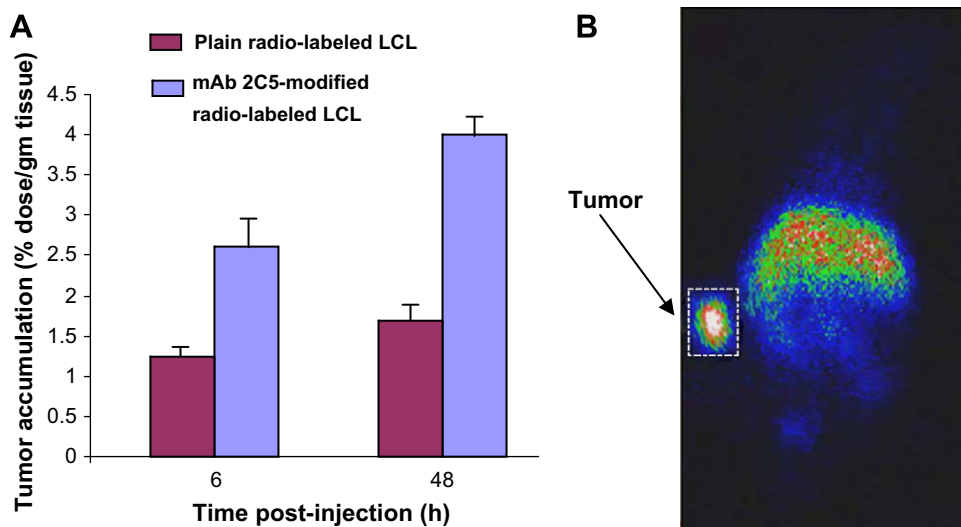 A
Plain radio-labeled LCL
mAb 2C5-modified
radio-labeled LCL
Tumor accumulation (% dose/gm tissue)
4.5
4
3.5
3
2.5
2
1.5
1
0.5
0
6
48
Time post-injection (h)
B
Tumor